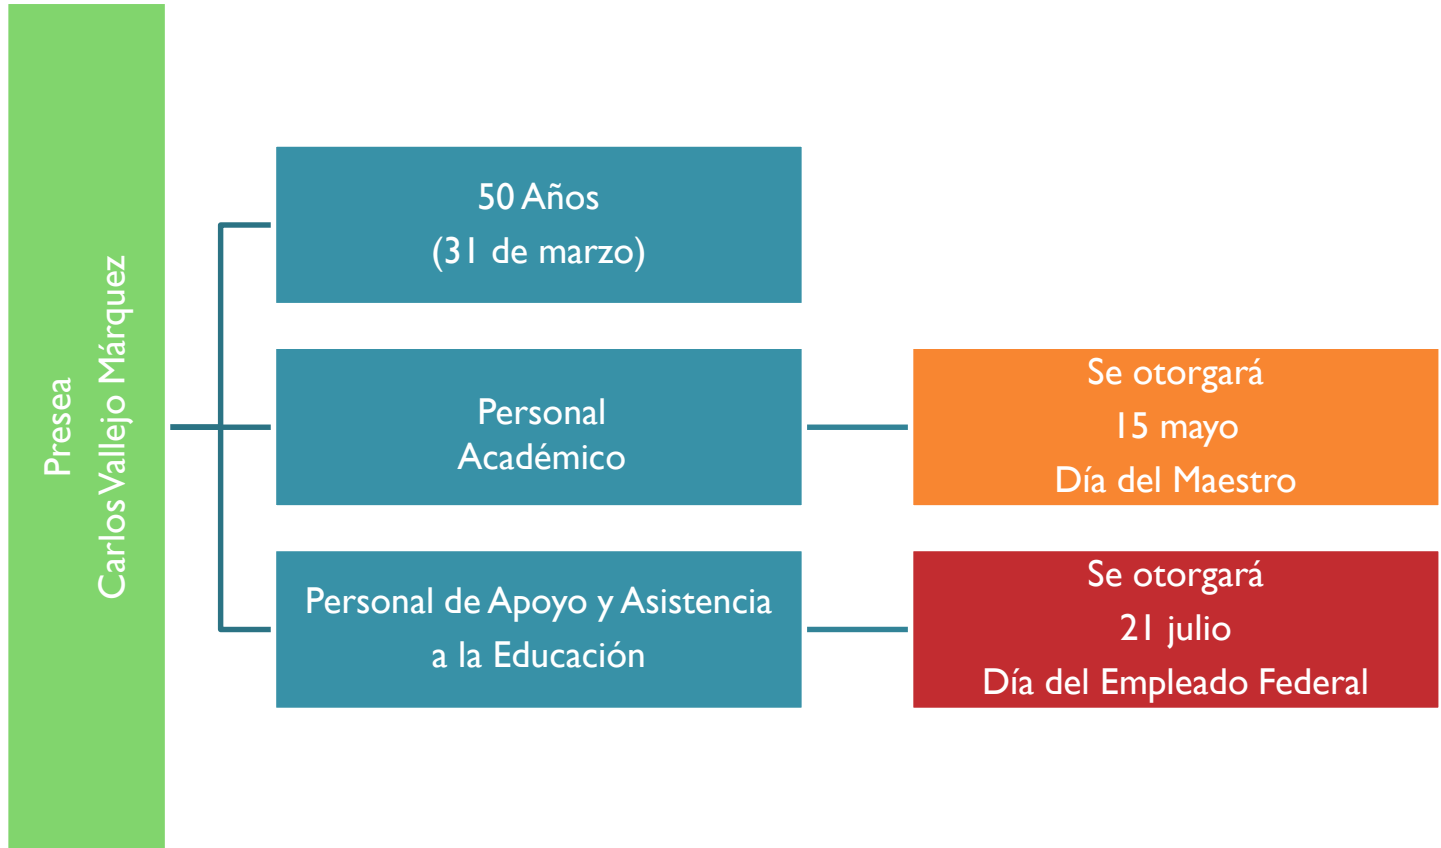 Presea
Carlos Vallejo Márquez
50 Años
(31 de marzo)
Personal
Académico
Se otorgará
15 mayo
Día del Maestro
Personal de Apoyo y Asistencia
a la Educación
Se otorgará
21 julio
Día del Empleado Federal